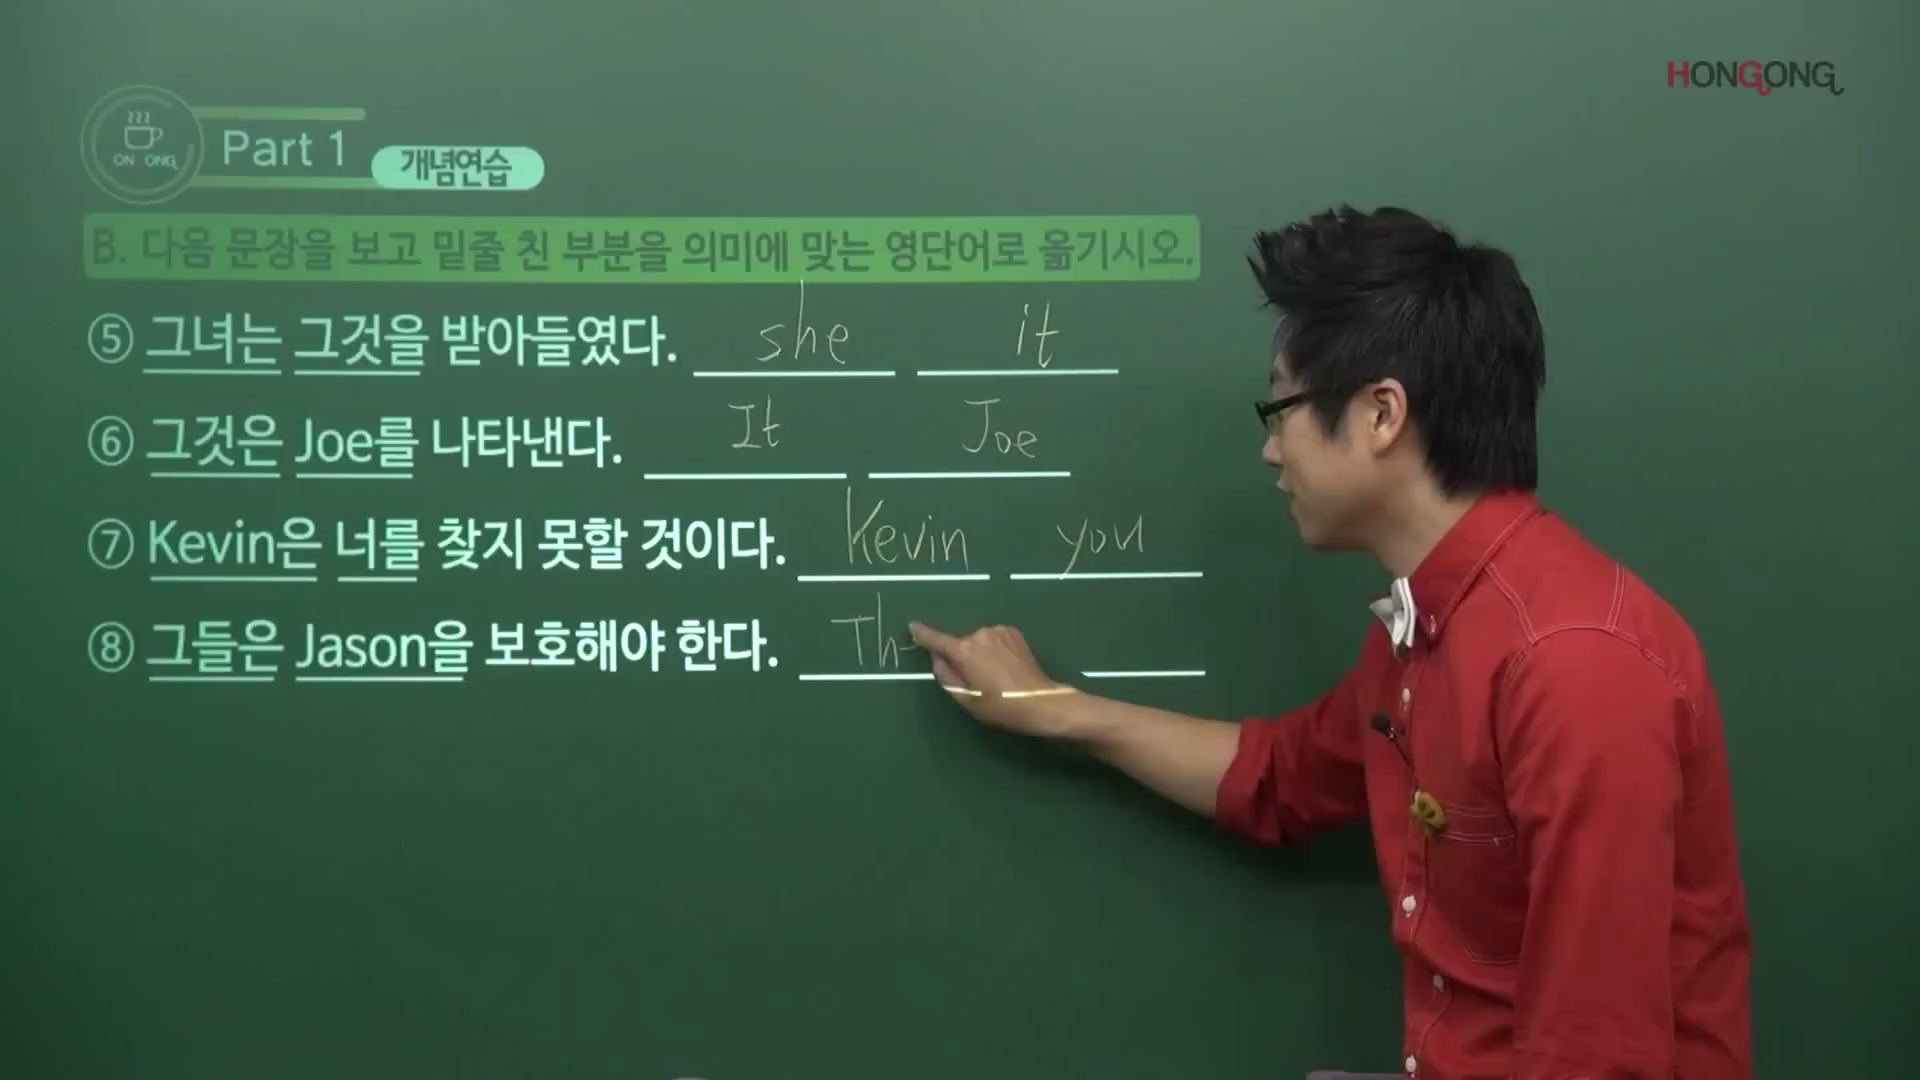 HONGONG
ON ONG
Part 1 개념연습
B. 다음 문장을 보고 밑줄 친 부분을 의미에 맞는 영단어로 옮기시오.
⑤ 그녀는 그것을 받아들였다. she it
⑥ 그것은 Joe를 나타낸다. It Joe
⑦ Kevin은 너를 찾지 못할 것이다. Kevin you
⑧ 그들은 Jason을 보호해야 한다. Th